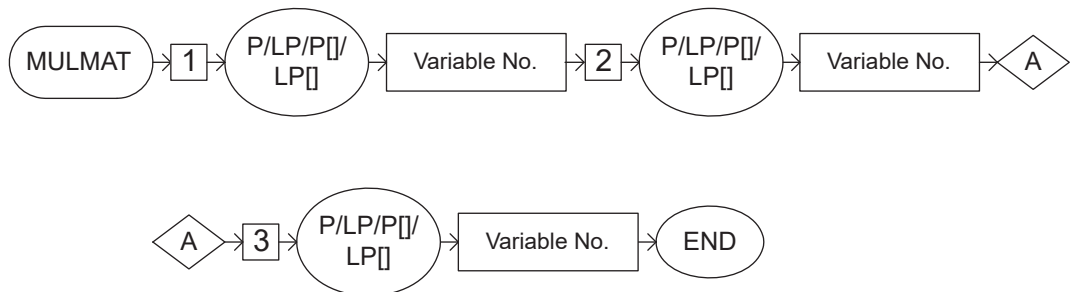 MULMAT
1
P/LP/P[]/
LP[]
Variable No.
2
P/LP/P[]/
LP[]
Variable No.
A
A
3
P/LP/P[]/
LP[]
Variable No.
END